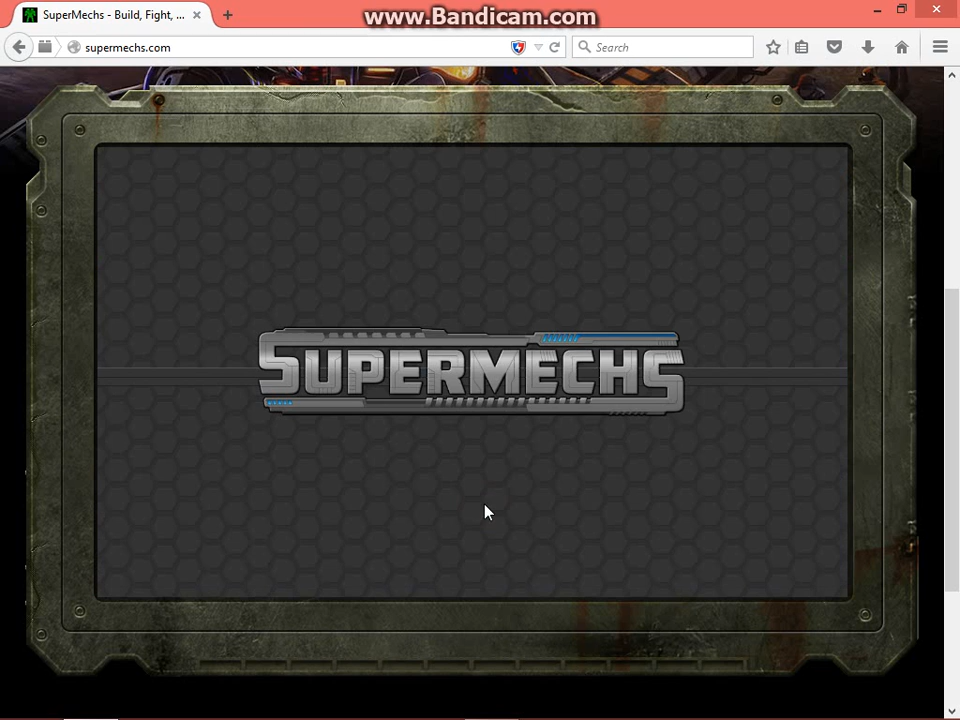 SuperMechs - Build, Fight, ...
www.Bandicam.com
supermechs.com
Search
SUPERMECHS